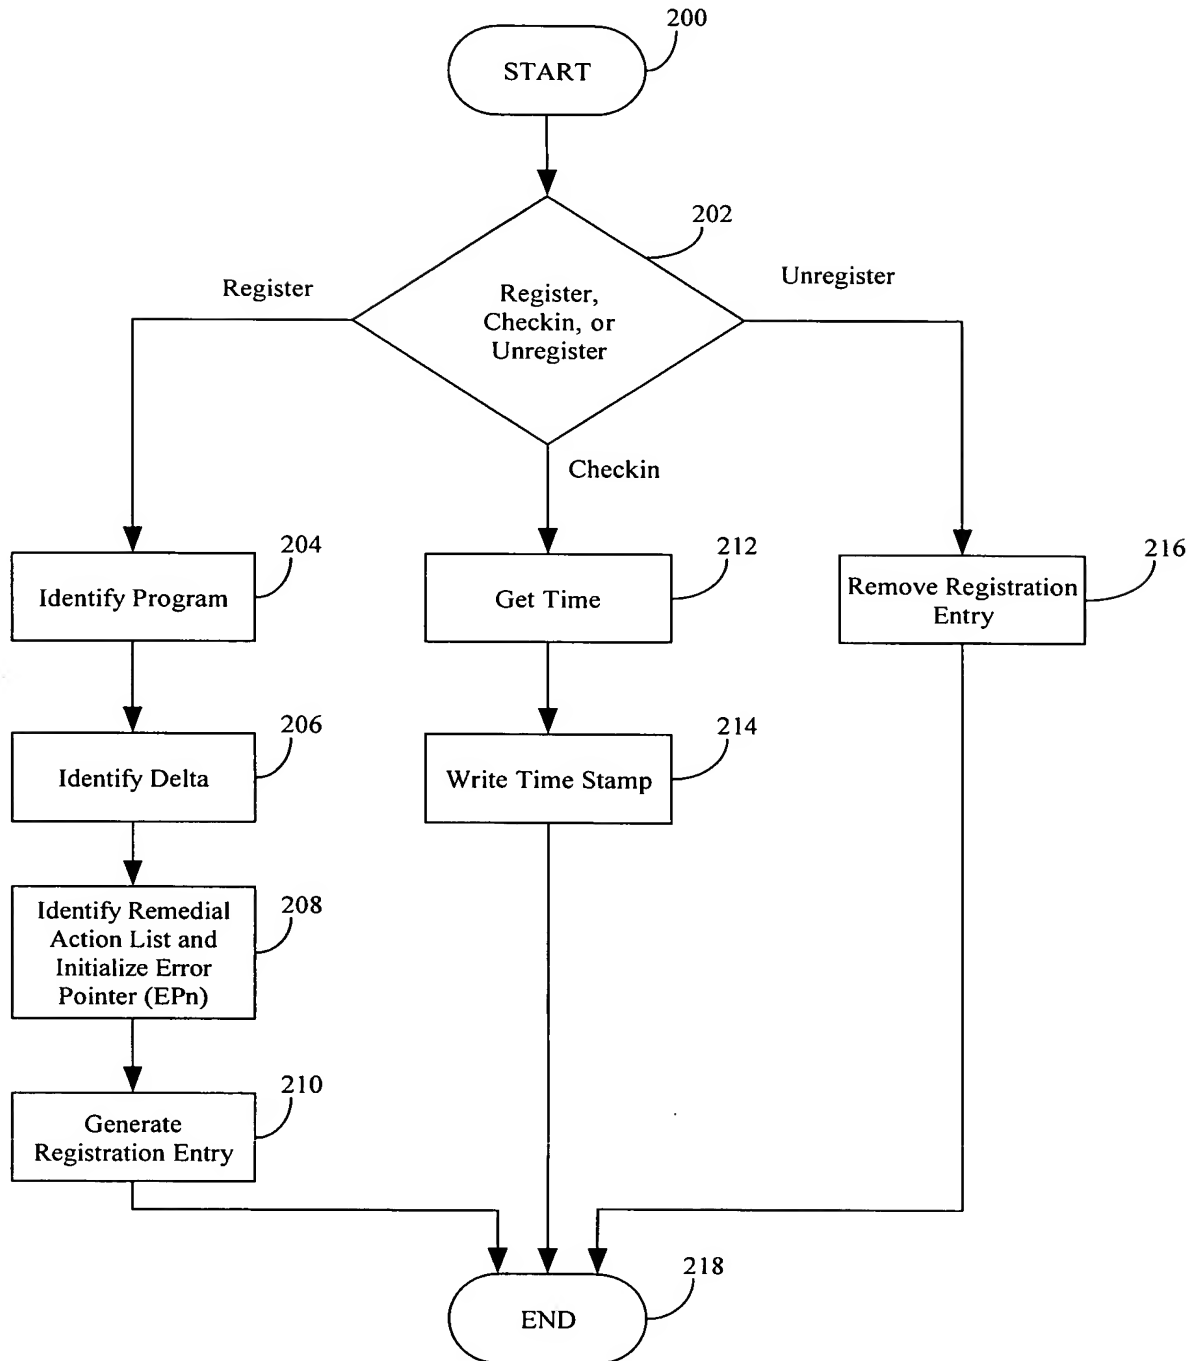 200
START
202
Register
Unregister
Register,
Checkin, or
Unregister
Checkin
204
Identify Program
212
Get Time
216
Remove Registration
Entry
206
Identify Delta
214
Write Time Stamp
208
Identify Remedial
Action List and
Initialize Error
Pointer (EPn)
210
Generate
Registration Entry
218
END